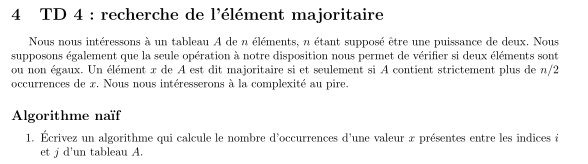 4 TD 4 : recherche de l'élément majoritaire
Nous nous intéressons à un tableau A de n éléments, n étant supposé être une puissance de deux. Nous
supposons également que la seule opération à notre disposition nous permet de vérifier si deux éléments sont
ou non égaux. Un élément x de A est dit majoritaire si et seulement si A contient strictement plus de n/2
occurrences de x. Nous nous intéresserons à la complexité au pire.
Algorithme naïf
1. Écrivez un algorithme qui calcule le nombre d'occurrences d'une valeur x présentes entre les indices i
et j d'un tableau A.